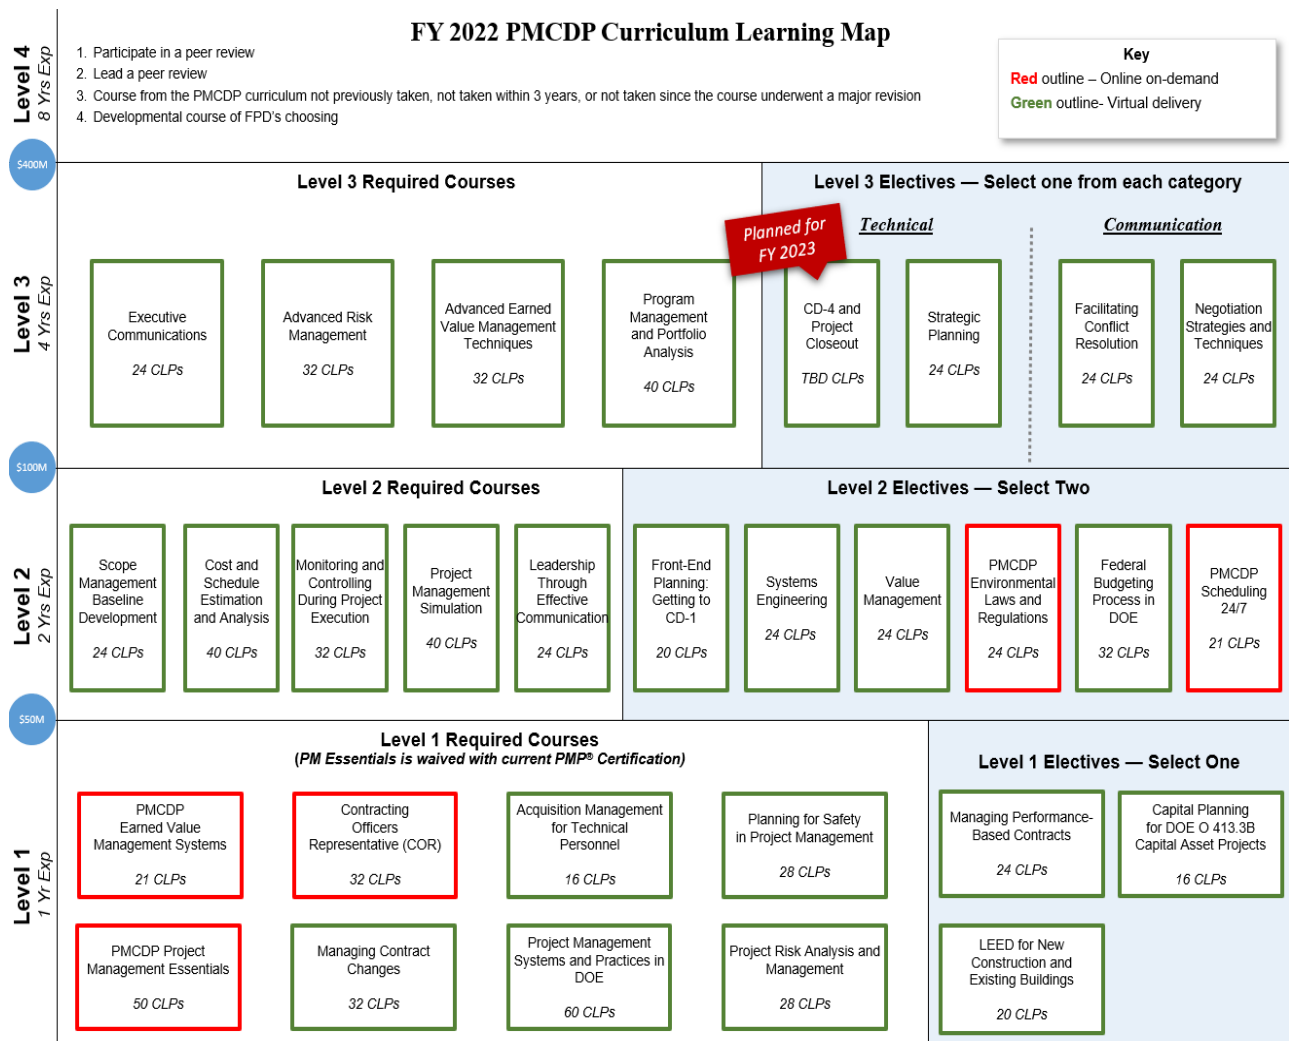 FY 2022 PMCDP Curriculum Learning Map
Level 4
8 Yrs Exp
1. Participate in a peer review
2. Lead a peer review
3. Course from the PMCDP curriculum not previously taken, not taken within 3 years, or not taken since the course underwent a major revision
4. Developmental course of FPD's choosing
Key
Red outline – Online on-demand
Green outline- Virtual delivery
$400M
Level 3
4 Yrs Exp
Level 3 Required Courses
Executive
Communications
24 CLPs
Advanced Risk
Management
32 CLPs
Advanced Earned
Value Management
Techniques
32 CLPs
Program
Management
and Portfolio
Analysis
40 CLPs
Level 3 Electives — Select one from each category
Technical
Planned for
FY 2023
CD-4 and
Project
Closeout
TBD CLPs
Strategic
Planning
24 CLPs
Communication
Facilitating
Conflict
Resolution
24 CLPs
Negotiation
Strategies and
Techniques
24 CLPs
$100M
Level 2
2 Yrs Exp
Level 2 Required Courses
Scope
Management
Baseline
Development
24 CLPs
Cost and
Schedule
Estimation
and Analysis
40 CLPs
Monitoring and
Controlling
During Project
Execution
32 CLPs
Project
Management
Simulation
40 CLPs
Leadership
Through
Effective
Communication
24 CLPs
Level 2 Electives — Select Two
Front-End
Planning:
Getting to
CD-1
20 CLPs
Systems
Engineering
24 CLPs
Value
Management
24 CLPs
PMCDP
Environmental
Laws and
Regulations
24 CLPs
Federal
Budgeting
Process in
DOE
32 CLPs
PMCDP
Scheduling
24/7
21 CLPs
$50M
Level 1
1 Yr Exp
Level 1 Required Courses
(PM Essentials is waived with current PMP® Certification)
PMCDP
Earned Value
Management Systems
21 CLPs
Contracting
Officers
Representative (COR)
32 CLPs
Acquisition Management
for Technical
Personnel
16 CLPs
Planning for Safety
in Project Management
28 CLPs
PMCDP Project
Management Essentials
50 CLPs
Managing Contract
Changes
32 CLPs
Project Management
Systems and Practices in
DOE
60 CLPs
Project Risk Analysis and
Management
28 CLPs
Level 1 Electives — Select One
Managing Performance-
Based Contracts
24 CLPs
Capital Planning
for DOE O 413.3B
Capital Asset Projects
16 CLPs
LEED for New
Construction and
Existing Buildings
20 CLPs